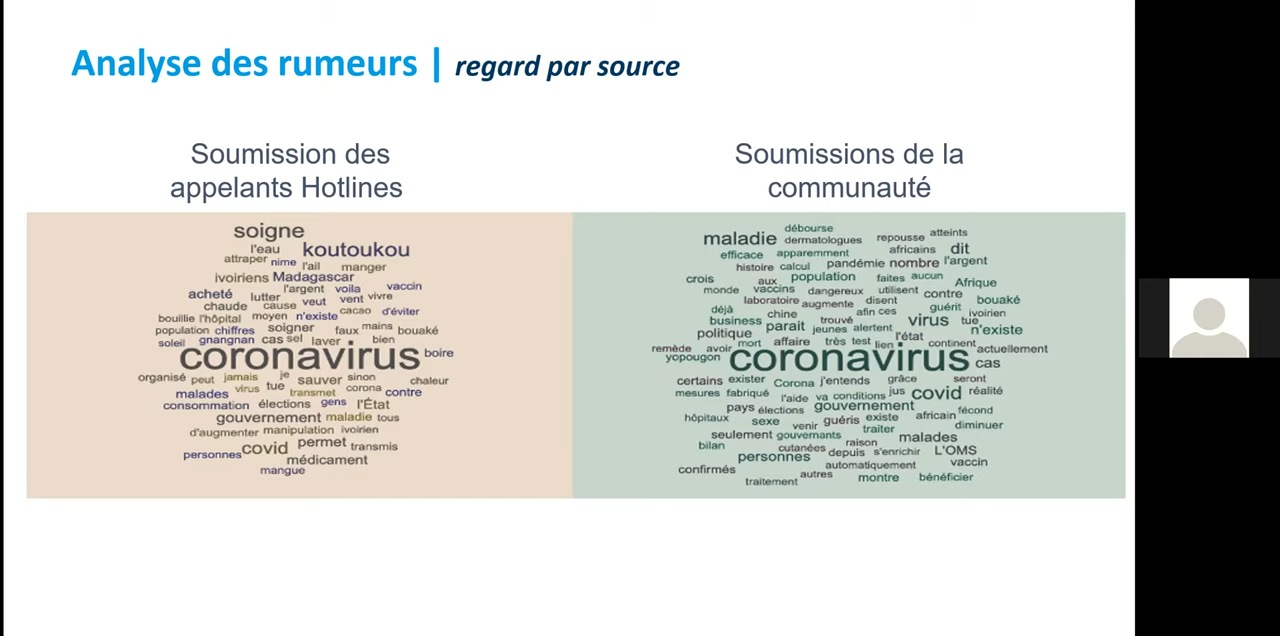 Analyse des rumeurs | regard par source
Soumission des
appelants Hotlines
soigne
l'eau koutoukou
attraper nime l'ail manger
ivoiriens Madagascar
l'argent voila vaccin
acheté lutter vent vivre
chaude cause veut cacao d'éviter
bouillie l'hôpital moyen n'existe
population chiffres soigner faux mains bouaké
soleil gnangnan cas sel laver bien
coronavirus boire
organisé peut jamais je sauver sinon chaleur
virus tue transmet corona contre
malades
consommation élections gens l'État
gouvernement maladie tous
d'augmenter manipulation ivoirien
covid permet transmis
personnes médicament
mangue
Soumissions de la
communauté
débourse
maladie dermatologues repousse atteints
efficace apparemment africains dit
histoire calcul pandémie nombre l'argent
crois aux population faites aucun Afrique
monde vaccins dangereux utilisent contre
laboratoire augmente disent guérit bouaké
déjà chine trouvé afin ces ivoirien
business parait jeunes alertent virus tue n'existe
politique l'état
remède avoir mort affaire très test lien continent actuellement
yopougon coronavirus cas
certains exister Corona j'entends grâce seront
mesures fabriqué l'aide va conditions jus covid réalité
pays élections gouvernement africain fécond
hôpitaux sexe venir guéris existe diminuer
seulement gouvernants traiter malades
bilan cutanées raison
personnes depuis s'enrichir L'OMS
confirmés automatiquement vaccin
traitement autres montre bénéficier